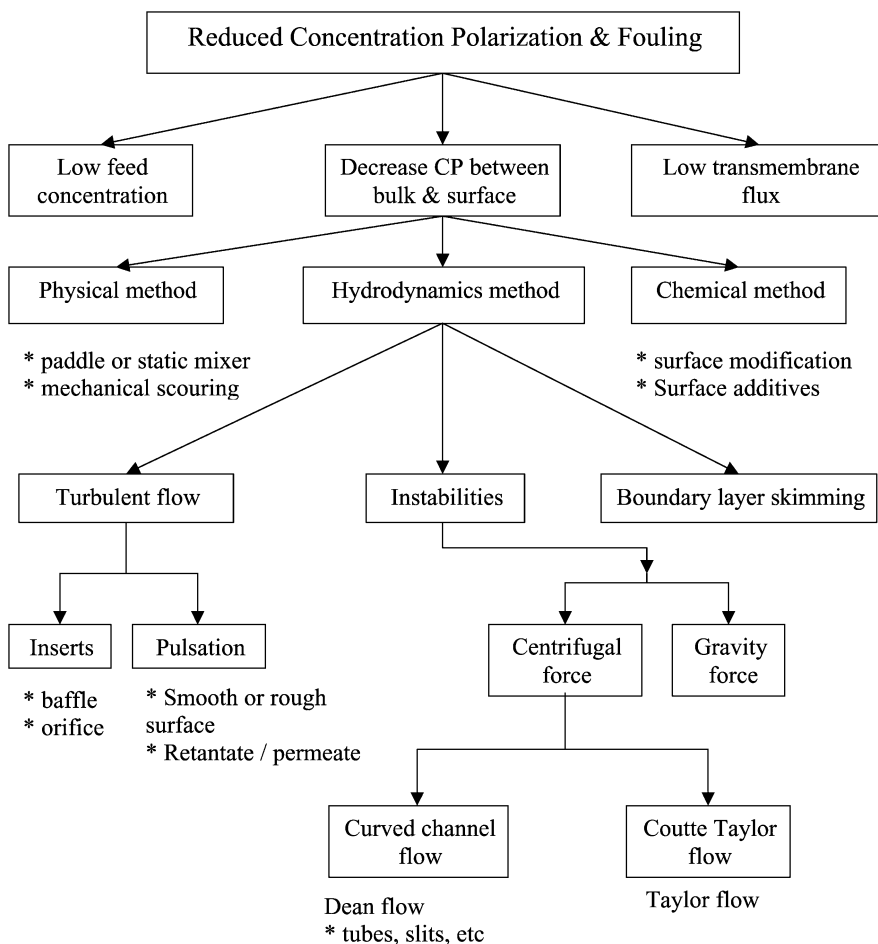 Reduced Concentration Polarization & Fouling
Low feed
concentration
Decrease CP between
bulk & surface
Low transmembrane
flux
Physical method
Hydrodynamics method
Chemical method
* paddle or static mixer
* mechanical scouring
* surface modification
* Surface additives
Turbulent flow
Instabilities
Boundary layer skimming
Inserts
Pulsation
Centrifugal
force
Gravity
force
* baffle
* orifice
* Smooth or rough
surface
* Retantate / permeate
Curved channel
flow
Coutte Taylor
flow
Dean flow
* tubes, slits, etc
Taylor flow